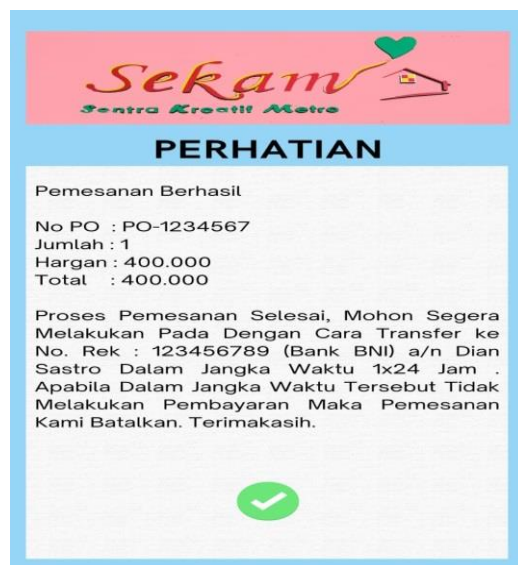 Sekam
Sentra Kreatif Metro
PERHATIAN
Pemesanan Berhasil
No PO : PO-1234567
Jumlah : 1
Hargan : 400.000
Total : 400.000
Proses Pemesanan Selesai, Mohon Segera
Melakukan Pada Dengan Cara Transfer ke
No. Rek : 123456789 (Bank BNI) a/n Dian
Sastro Dalam Jangka Waktu 1x24 Jam .
Apabila Dalam Jangka Waktu Tersebut Tidak
Melakukan Pembayaran Maka Pemesanan
Kami Batalkan. Terimakasih.